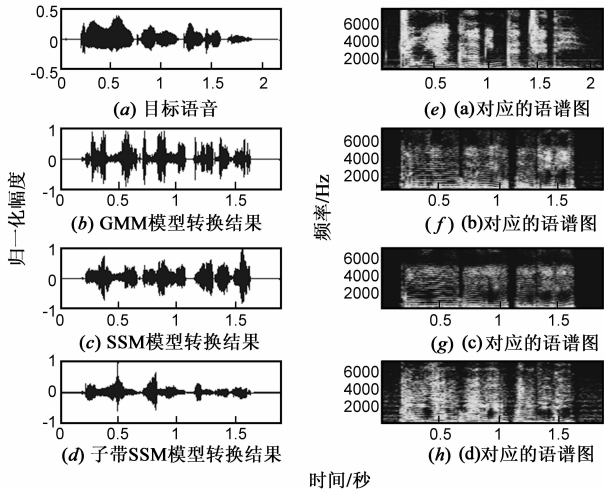 0.5
0
-0.5
0 0.5 1 1.5 2
(a) 目标语音
1
0
-1
0 0.5 1 1.5
(b) GMM模型转换结果
1
0
-1
0 0.5 1 1.5
(c) SSM模型转换结果
1
0
1
0 0.5 1 1.5
(d) 子带SSM模型转换结果
归一化幅度
6000
4000
2000
0.5 1 1.5 2
(e) (a)对应的语谱图
6000
4000
2000
0.5 1 1.5
(f) (b)对应的语谱图
6000
4000
2000
0.5 1 1.5
(g) (c)对应的语谱图
6000
4000
2000
0.5 1 1.5
(h) (d)对应的语谱图
频率/Hz
时间/秒